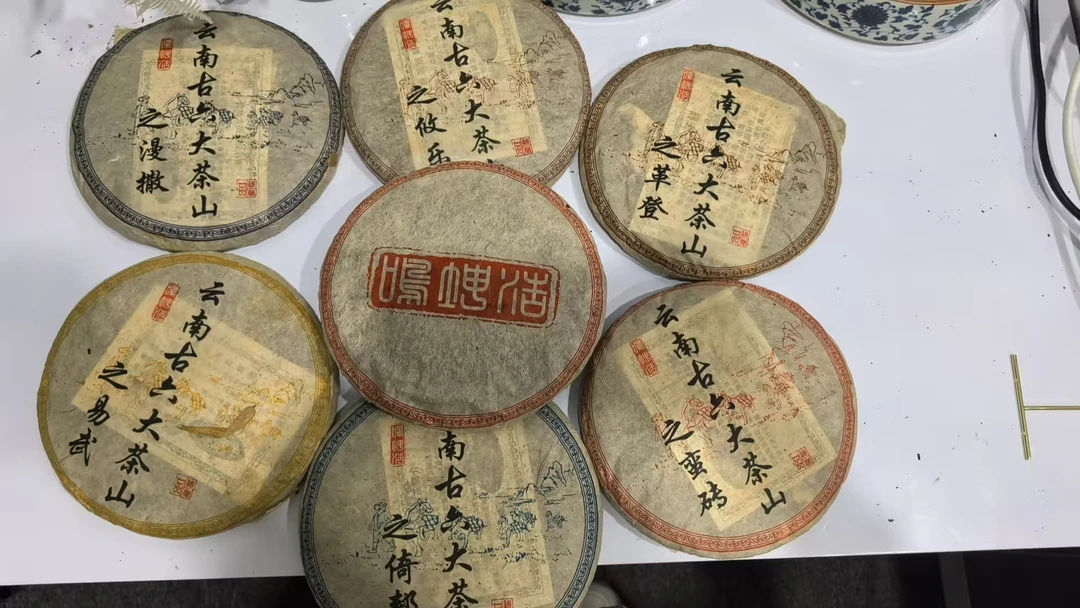 云南古六大茶山
之漫撒
云南古六大茶
之攸乐
云南古六大茶山
之革登
云南古六大茶山
之易武
云南古六大茶山
之蛮砖
南古六大茶
之倚邦